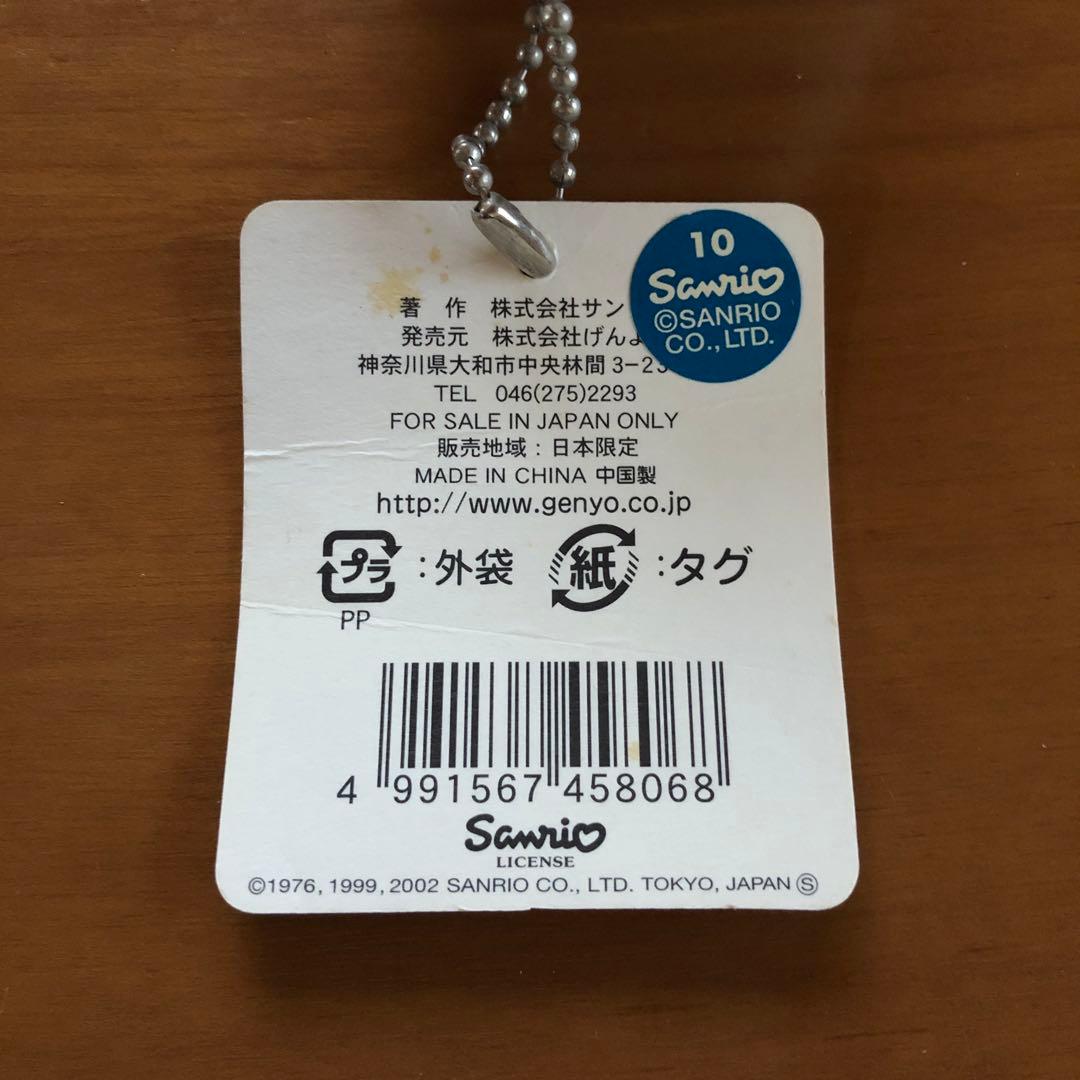 10
Sanrio
©SANRIO
CO., LTD.
著 作 株式会社サン
発売元 株式会社げんよ
神奈川県大和市中央林間3-23
TEL 046(275)2293
FOR SALE IN JAPAN ONLY
販売地域:日本限定
MADE IN CHINA 中国製
http://www.genyo.co.jp
プラ :外袋 紙 :タグ
PP
4 991567 458068
Sanrio
LICENSE
©1976, 1999, 2002 SANRIO CO., LTD. TOKYO, JAPAN Ⓢ